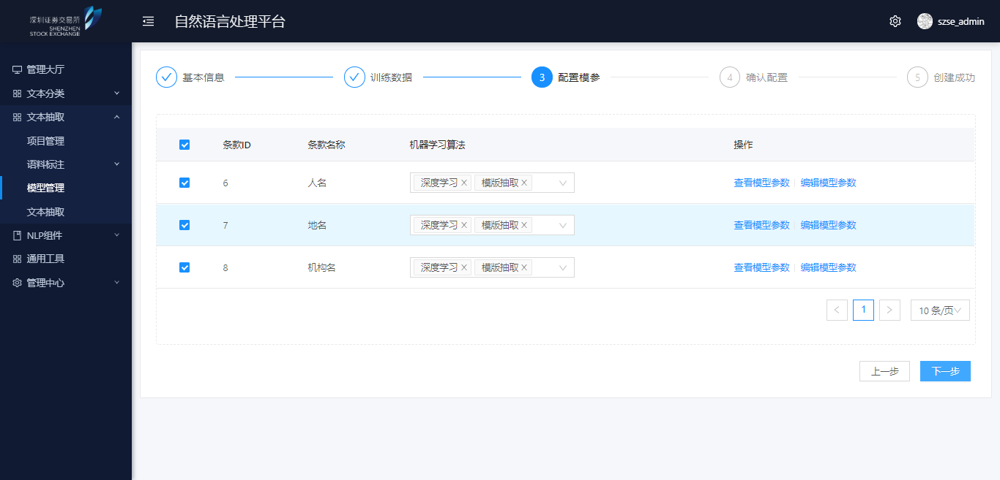 深圳证券交易所
SHENZHEN
STOCK EXCHANGE
自然语言处理平台
szse_admin
管理大厅
文本分类
文本抽取
项目管理
语料标注
模型管理
文本抽取
NLP组件
通用工具
管理中心
基本信息
训练数据
3 配置模参
4 确认配置
5 创建成功
条款ID 条款名称 机器学习算法 操作
6 人名 深度学习 模版抽取 查看模型参数 编辑模型参数
7 地名 深度学习 模版抽取 查看模型参数 编辑模型参数
8 机构名 深度学习 模版抽取 查看模型参数 编辑模型参数
1 10 条/页
上一步 下一步